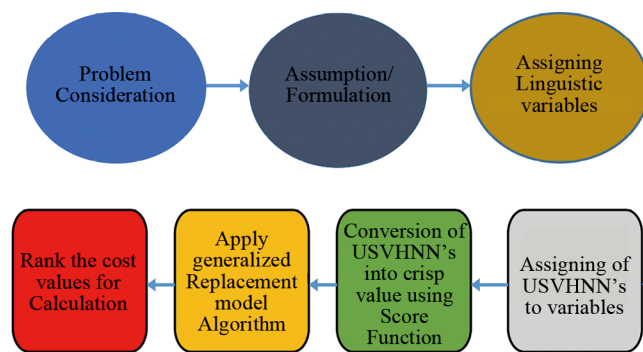 Problem
Consideration
Assumption/
Formulation
Assigning
Linguistic
variables
Rank the cost
values for
Calculation
Apply
generalized
Replacement
model
Algorithm
Conversion of
USVHNN's
into crisp
value using
Score
Function
Assigning of
USVHNN's
to variables